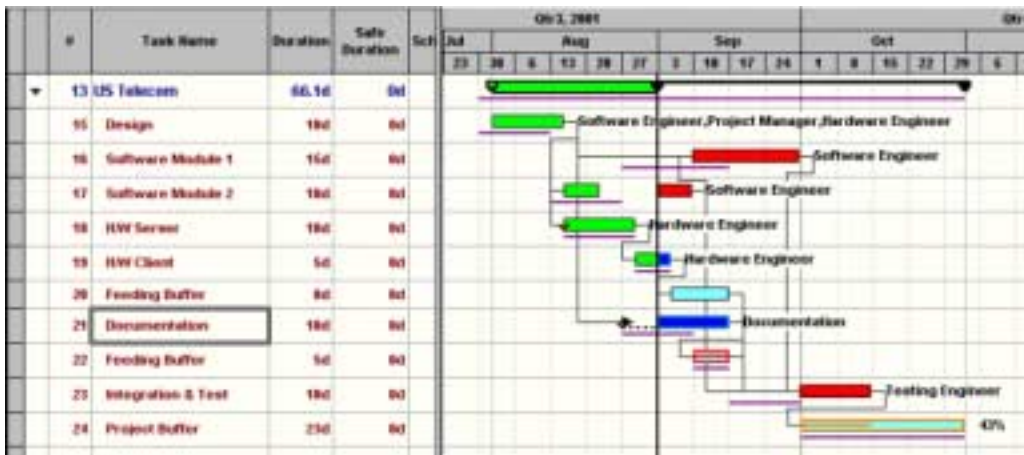 Qtr 3, 2001 Qtr
# Task Name Duration Safe Duration Sch Jul Aug Sep Oct
23 30 6 13 20 27 3 10 17 24 1 8 15 22 29 6
13 US Telecom 66.1d 0d
15 Design 10d 0d Software Engineer,Project Manager,Hardware Engineer
16 Software Module 1 15d 0d Software Engineer
17 Software Module 2 10d 0d Software Engineer
18 H/W Server 10d 0d Hardware Engineer
19 H/W Client 5d 0d Hardware Engineer
20 Feeding Buffer 0d
21 Documentation 10d 0d Documentation
22 Feeding Buffer 5d 0d
23 Integration & Test 10d 0d Testing Engineer
24 Project Buffer 23d 0d 43%